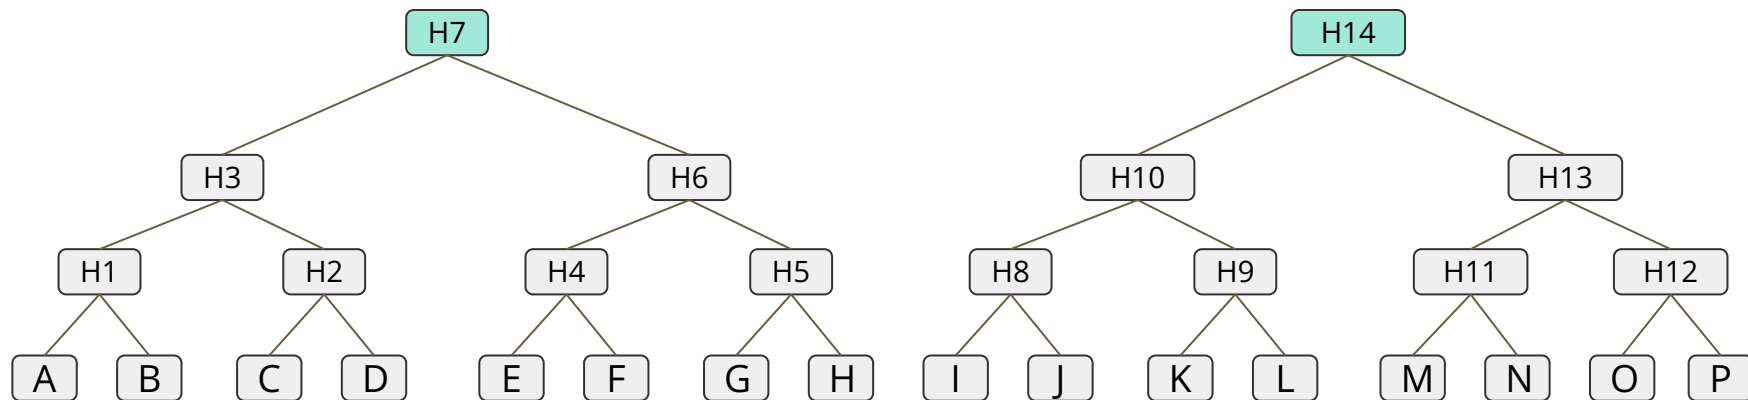 H7 H14
H3 H6 H10 H13
H1 H2 H4 H5 H8 H9 H11 H12
A B C D E F G H I J K L M N O P